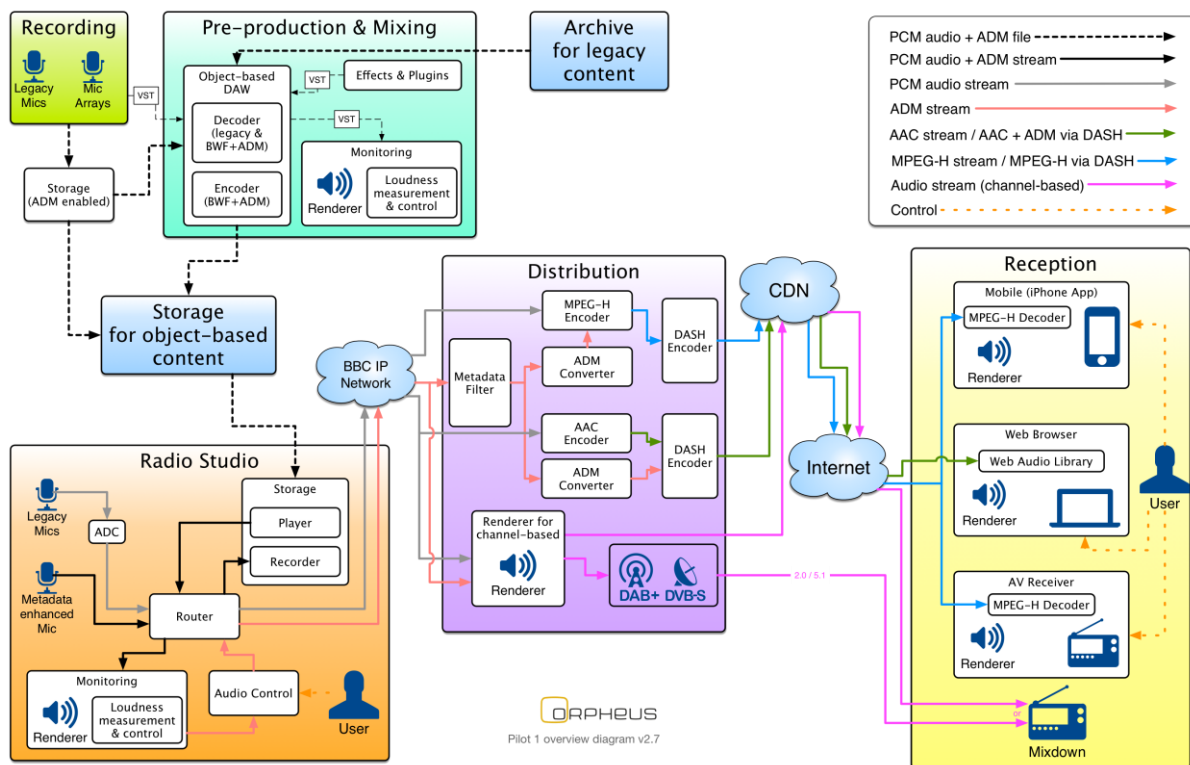 Recording
Legacy
Mics
Mic
Arrays
VST
Storage
(ADM enabled)
Pre-production & Mixing
Object-based
DAW
Decoder
(legacy &
BWF+ADM)
Encoder
(BWF+ADM)
VST
Effects & Plugins
VST
Monitoring
Renderer
Loudness
measurement
& control
Archive
for legacy
content
PCM audio + ADM file
PCM audio + ADM stream
PCM audio stream
ADM stream
AAC stream / AAC + ADM via DASH
MPEG-H stream / MPEG-H via DASH
Audio stream (channel-based)
Control
Storage
for object-based
content
Radio Studio
Legacy
Mics
ADC
Metadata
enhanced
Mic
Storage
Player
Recorder
Router
Monitoring
Renderer
Loudness
measurement
& control
Audio Control
User
BBC IP
Network
Distribution
Metadata
Filter
MPEG-H
Encoder
ADM
Converter
DASH
Encoder
AAC
Encoder
ADM
Converter
DASH
Encoder
Renderer for
channel-based
Renderer
DAB+ DVB-S
CDN
Internet
2.0 / 5.1
Reception
Mobile (iPhone App)
MPEG-H Decoder
Renderer
Web Browser
Web Audio Library
Renderer
User
AV Receiver
MPEG-H Decoder
Renderer
or
Mixdown
ORPHEUS
Pilot 1 overview diagram v2.7